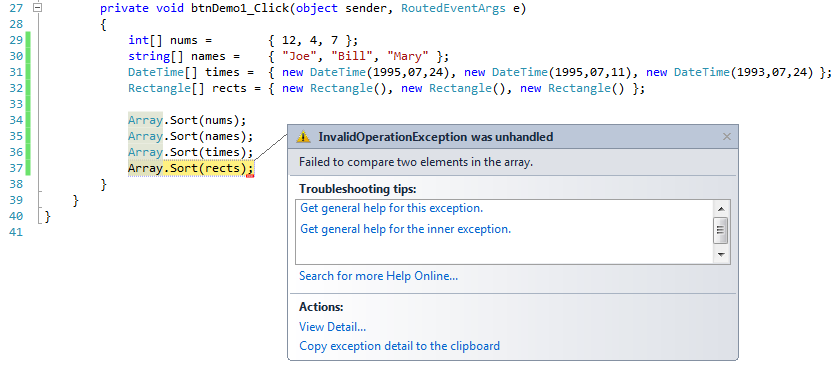 27 private void btnDemo1_Click(object sender, RoutedEventArgs e)
28 {
29 int[] nums = { 12, 4, 7 };
30 string[] names = { "Joe", "Bill", "Mary" };
31 DateTime[] times = { new DateTime(1995,07,24), new DateTime(1995,07,11), new DateTime(1993,07,24) };
32 Rectangle[] rects = { new Rectangle(), new Rectangle(), new Rectangle() };
33
34 Array.Sort(nums);
35 Array.Sort(names);
36 Array.Sort(times);
37 Array.Sort(rects);
38 }
39 }
40 }
41
InvalidOperationException was unhandled
Failed to compare two elements in the array.
Troubleshooting tips:
Get general help for this exception.
Get general help for the inner exception.
Search for more Help Online...
Actions:
View Detail...
Copy exception detail to the clipboard